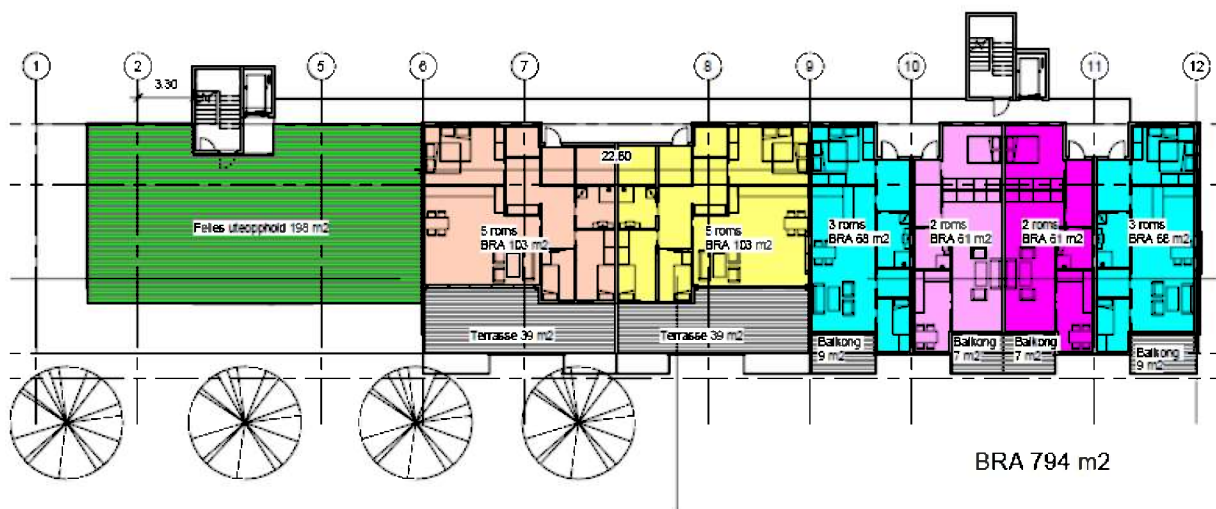 1
2
5
6
7
8
9
10
11
12
3.30
22.60
Felles uteopphold 198 m2
5 roms
BRA 103 m2
5 roms
BRA 103 m2
3 roms
BRA 68 m2
2 roms
BRA 61 m2
2 roms
BRA 61 m2
3 roms
BRA 68 m2
Terrasse 39 m2
Terrasse 39 m2
Balkong
9 m2
Balkong
7 m2
Balkong
7 m2
Balkong
9 m2
BRA 794 m2